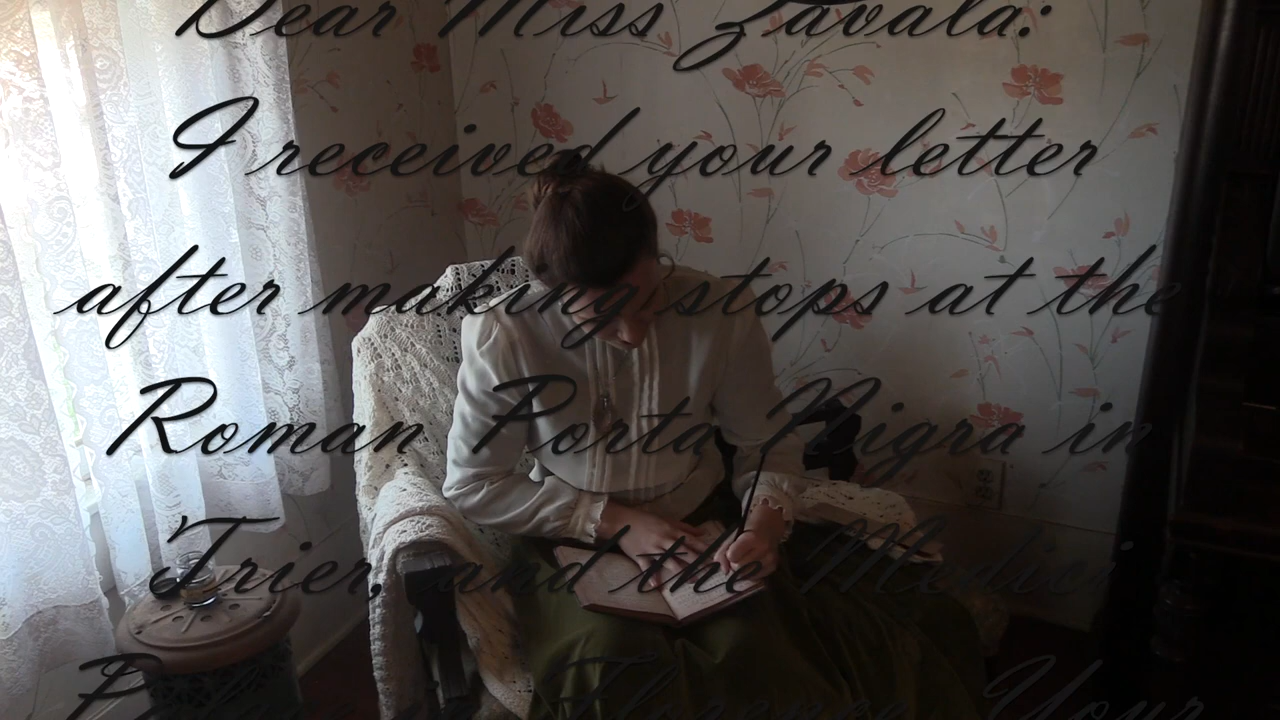 Dear Miss Zavala:
I received your letter
after making stops at the
Roman Porta Nigra in
Trier, and the Medici
Your